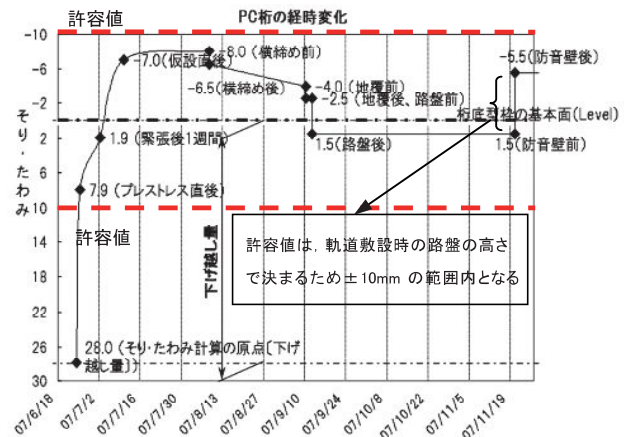 許容値
PC桁の経時変化
-10
-6
-2
2
6
10
14
18
22
26
30
そり・たわみ
-7.0(仮設直後)
-8.0(横締め前)
-6.5(横締め後)
-4.0(地覆前)
-2.5(地覆後、路盤前)
-5.5(防音壁後)
桁底型枠の基本面(Level)
1.9(緊張後1週間)
1.5(路盤後)
1.5(防音壁前)
7.9(プレストレス直後)
許容値
下げ越し量
許容値は，軌道敷設時の路盤の高さ
で決まるため±10mm の範囲内となる
28.0(そり・たわみ計算の原点〔下げ
越し量〕)
07/6/18
07/7/2
07/7/16
07/7/30
07/8/13
07/8/27
07/9/10
07/9/24
07/10/8
07/10/22
07/11/5
07/11/19